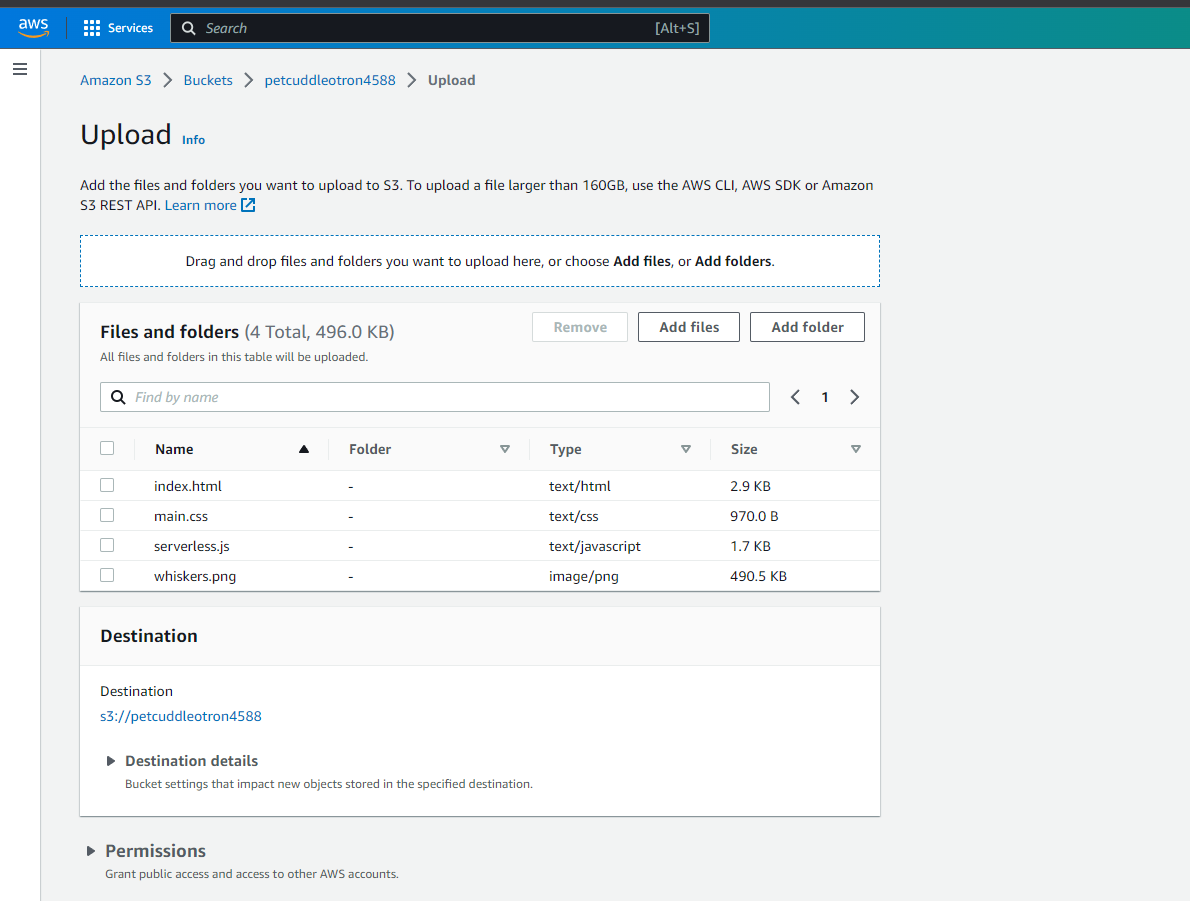 aws Services Search [Alt+S]
Amazon S3 Buckets petcuddleotron4588 Upload
Upload Info
Add the files and folders you want to upload to S3. To upload a file larger than 160GB, use the AWS CLI, AWS SDK or Amazon
S3 REST API. Learn more
Drag and drop files and folders you want to upload here, or choose Add files, or Add folders.
Files and folders (4 Total, 496.0 KB) Remove Add files Add folder
All files and folders in this table will be uploaded.
Find by name 1
Name Folder Type Size
index.html - text/html 2.9 KB
main.css - text/css 970.0 B
serverless.js - text/javascript 1.7 KB
whiskers.png - image/png 490.5 KB
Destination
Destination
s3://petcuddleotron4588
Destination details
Bucket settings that impact new objects stored in the specified destination.
Permissions
Grant public access and access to other AWS accounts.